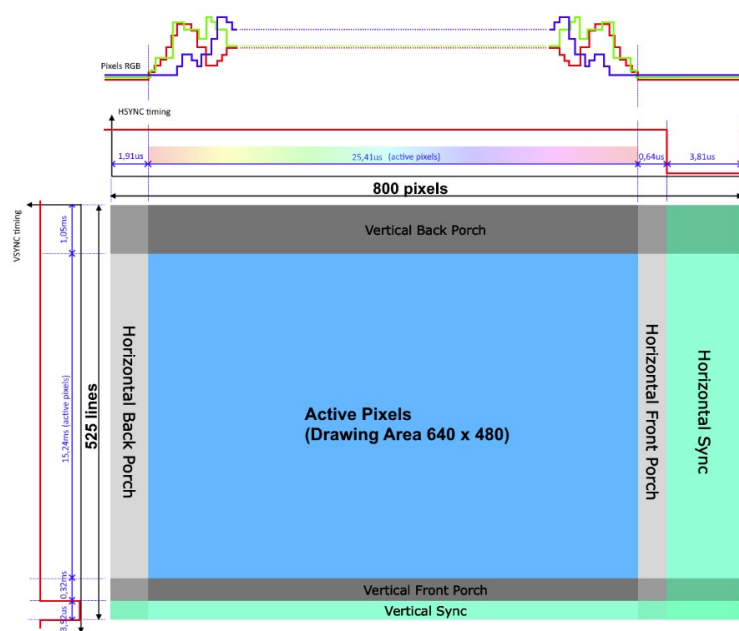 Pixels RGB
HSYNC timing
1,91us
25,41us (active pixels)
0,64us
3,81us
800 pixels
VSYNC timing
1,05ms
15,24ms (active pixels)
0,32ms
525 lines
Vertical Back Porch
Horizontal Back Porch
Active Pixels
(Drawing Area 640 x 480)
Horizontal Front Porch
Horizontal Sync
Vertical Front Porch
Vertical Sync